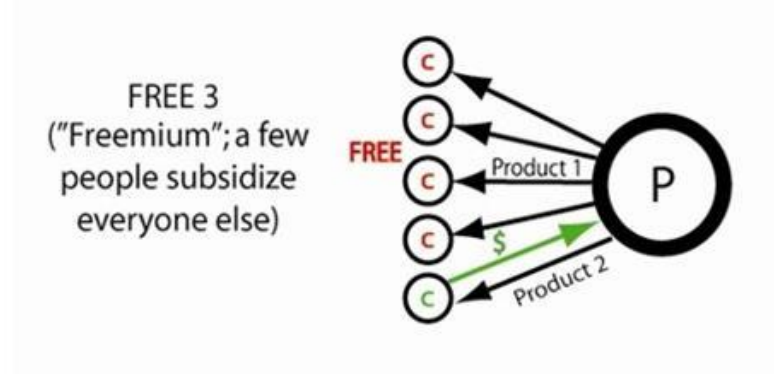 FREE 3
("Freemium"; a few
people subsidize
everyone else)
C
C
FREE
C
Product 1
P
C
$
C
Product 2